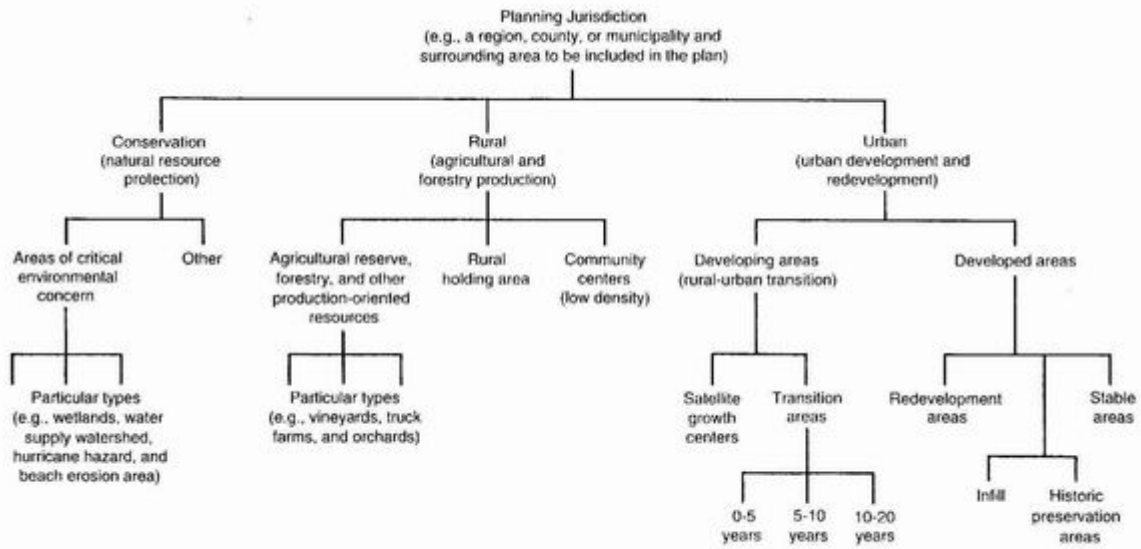 Planning Jurisdiction
(e.g., a region, county, or municipality and
surrounding area to be included in the plan)
Conservation
(natural resource
protection)
Rural
(agricultural and
forestry production)
Urban
(urban development and
redevelopment)
Areas of critical
environmental
concern
Other
Agricultural reserve,
forestry, and other
production-oriented
resources
Rural
holding area
Community
centers
(low density)
Developing areas
(rural-urban transition)
Developed areas
Particular types
(e.g., wetlands, water
supply watershed,
hurricane hazard, and
beach erosion area)
Particular types
(e.g., vineyards, truck
farms, and orchards)
Satellite
growth
centers
Transition
areas
Redevelopment
areas
Stable
areas
0-5
years
5-10
years
10-20
years
Infill
Historic
preservation
areas